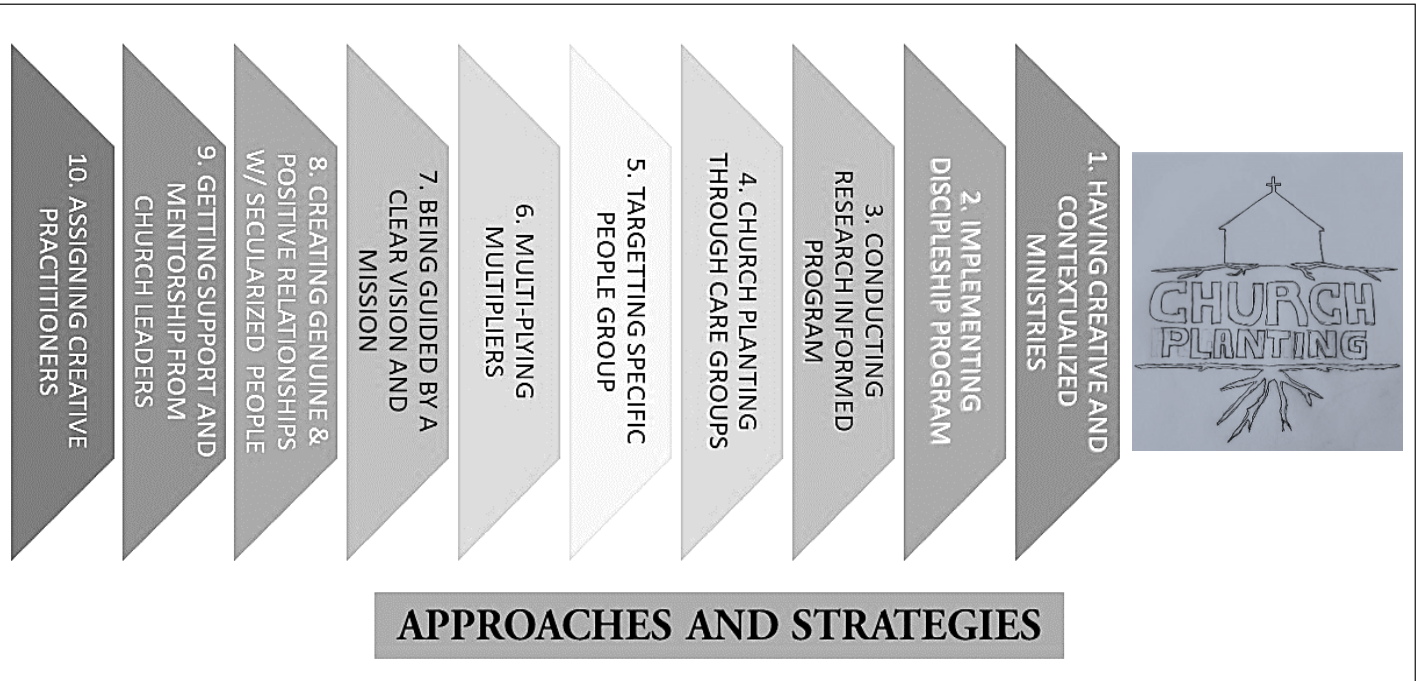 CHURCH
PLANTING
1. HAVING CREATIVE AND
CONTEXTUALIZED
MINISTRIES
2. IMPLEMENTING
DISCIPLESHIP PROGRAM
3. CONDUCTING
RESEARCH INFORMED
PROGRAM
4. CHURCH PLANTING
THROUGH CARE GROUPS
5. TARGETTING SPECIFIC
PEOPLE GROUP
6. MULTI-PLYING
MULTIPLIERS
7. BEING GUIDED BY A
CLEAR VISION AND
MISSION
8. CREATING GENUINE &
POSITIVE RELATIONSHIPS
W/ SECULARIZED PEOPLE
9. GETTING SUPPORT AND
MENTORSHIP FROM
CHURCH LEADERS
10. ASSIGNING CREATIVE
PRACTITIONERS
APPROACHES AND STRATEGIES